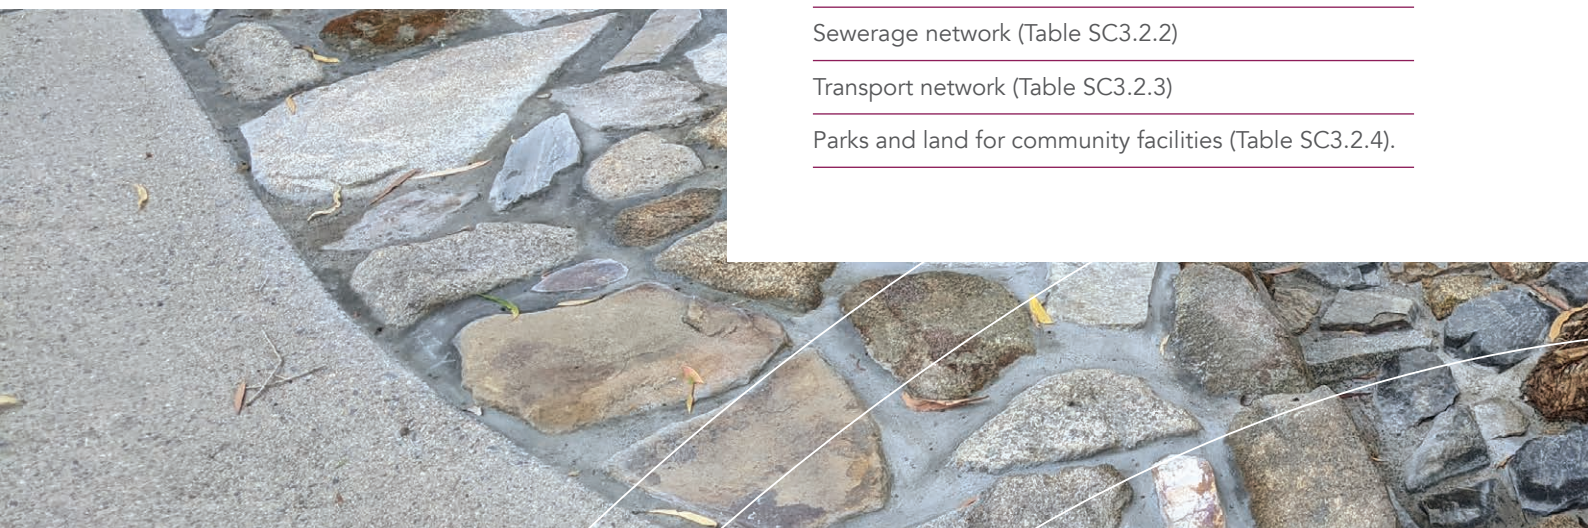 Sewerage network (Table SC3.2.2)
Transport network (Table SC3.2.3)
Parks and land for community facilities (Table SC3.2.4).